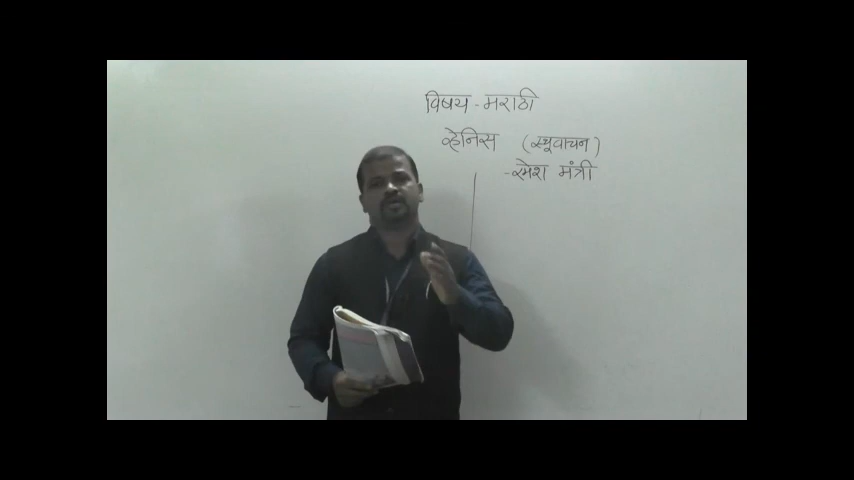 विषय - मराठी
व्हेनिस (स्थूवाचन)
- रमेश मंत्री